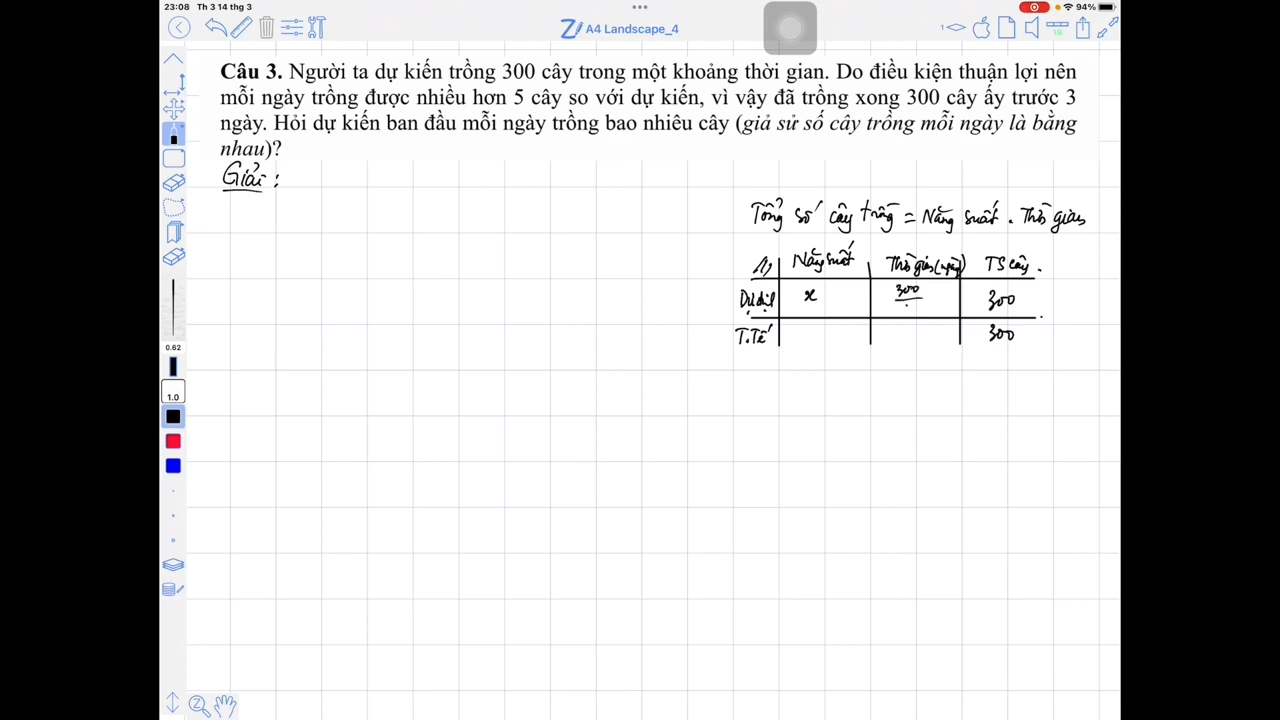 23:08 Th 3 14 thg 3
94%
A4 Landscape_4
1
19
Câu 3. Người ta dự kiến trồng 300 cây trong một khoảng thời gian. Do điều kiện thuận lợi nên
mỗi ngày trồng được nhiều hơn 5 cây so với dự kiến, vì vậy đã trồng xong 300 cây ấy trước 3
ngày. Hỏi dự kiến ban đầu mỗi ngày trồng bao nhiêu cây (giả sử số cây trồng mỗi ngày là bằng
nhau)?
Giải:
Tổng số cây trồng = Năng suất . Thời gian
Năng suất Thời gian (ngày) TS cây
Dự định x 300 300
T.Tế 300
0.62
1.0